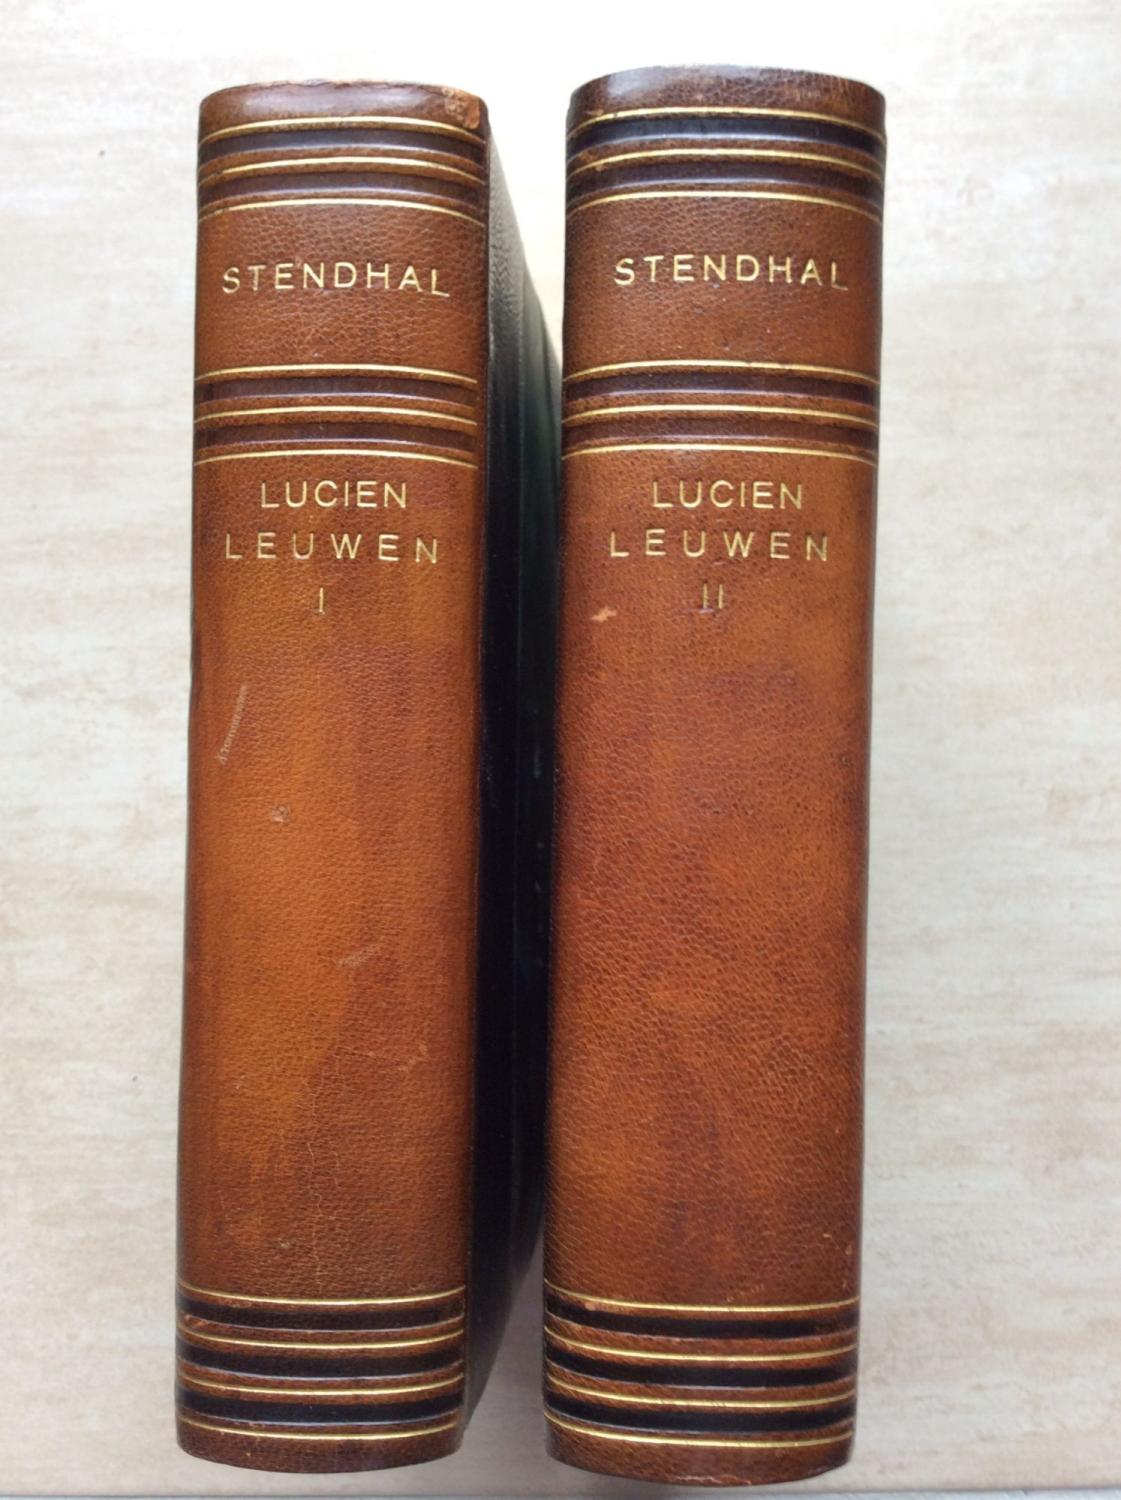 STENDHAL
LUCIEN
LEUWEN
I
STENDHAL
LUCIEN
LEUWEN
II